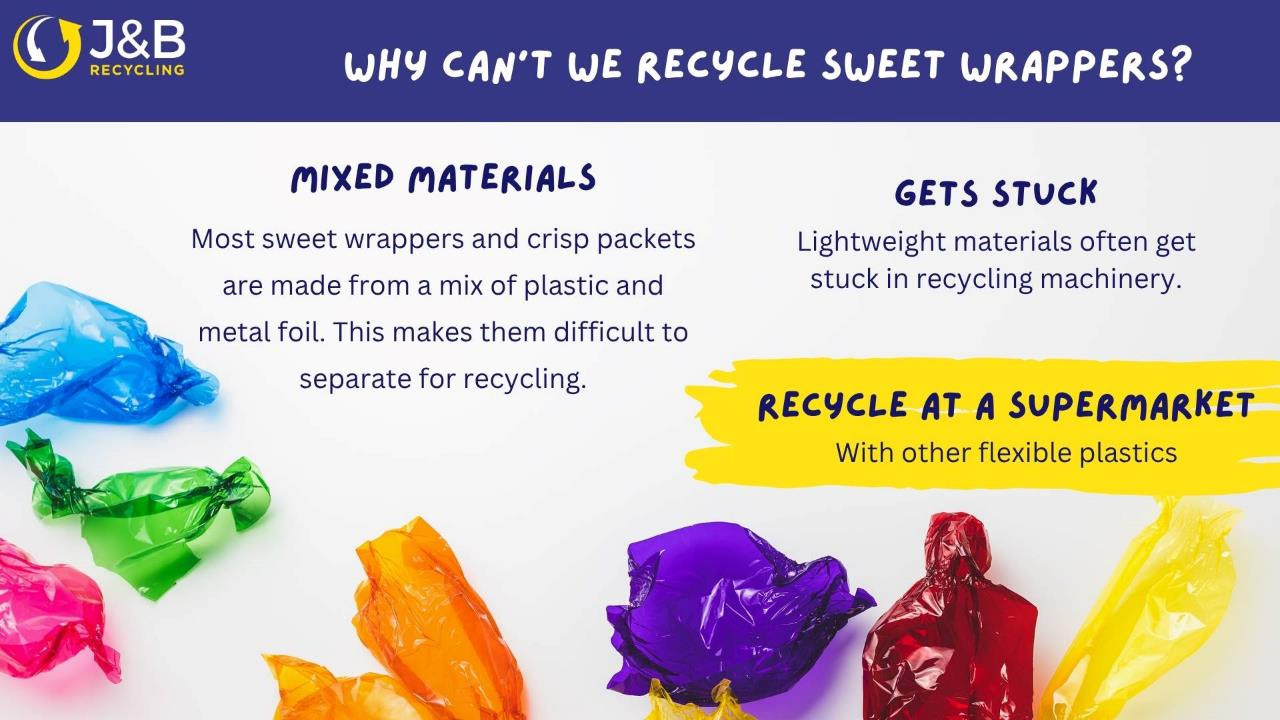 J&B
RECYCLING
WHY CAN'T WE RECYCLE SWEET WRAPPERS?
MIXED MATERIALS
Most sweet wrappers and crisp packets
are made from a mix of plastic and
metal foil. This makes them difficult to
separate for recycling.
GETS STUCK
Lightweight materials often get
stuck in recycling machinery.
RECYCLE AT A SUPERMARKET
With other flexible plastics